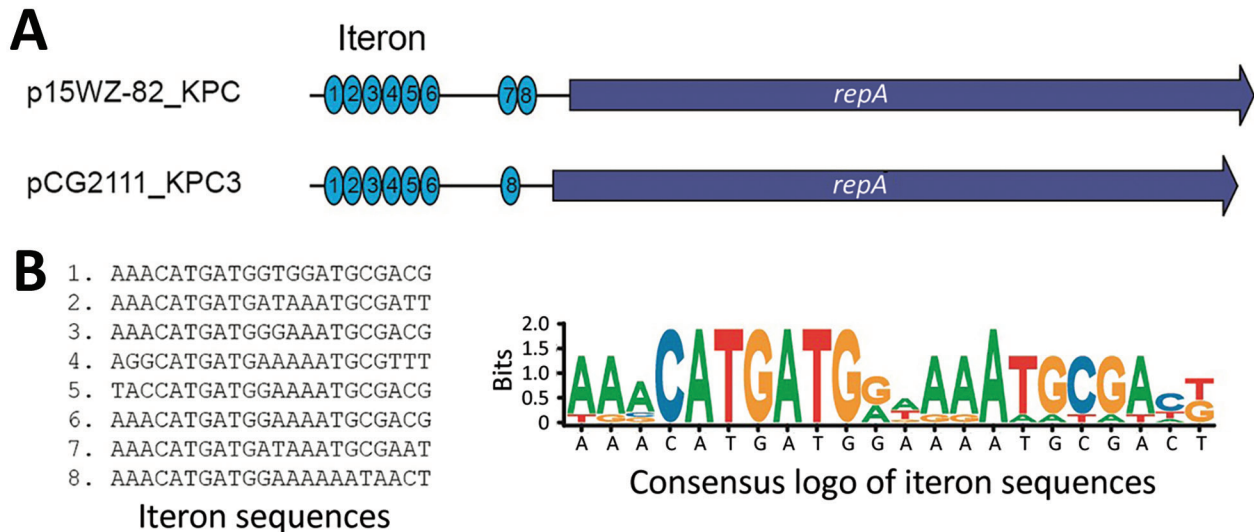 A
Iteron
p15WZ-82_KPC 1 2 3 4 5 6 7 8 repA
pCG2111_KPC3 1 2 3 4 5 6 8 repA
B
1. AAACATGATGGTGGATGCGACG
2. AAACATGATGATAAATGCGATT
3. AAACATGATGGGAAATGCGACG
4. AGGCATGATGAAAAATGCGTTT
5. TACCATGATGGAAAATGCGACG
6. AAACATGATGGAAAATGCGACG
7. AAACATGATGATAAATGCGAAT
8. AAACATGATGGAAAAAATAACT
Iteron sequences
Bits
2.0
1.5
1.0
0.5
0
A A A C A T G A T G G A A A A T G C G A C T
Consensus logo of iteron sequences